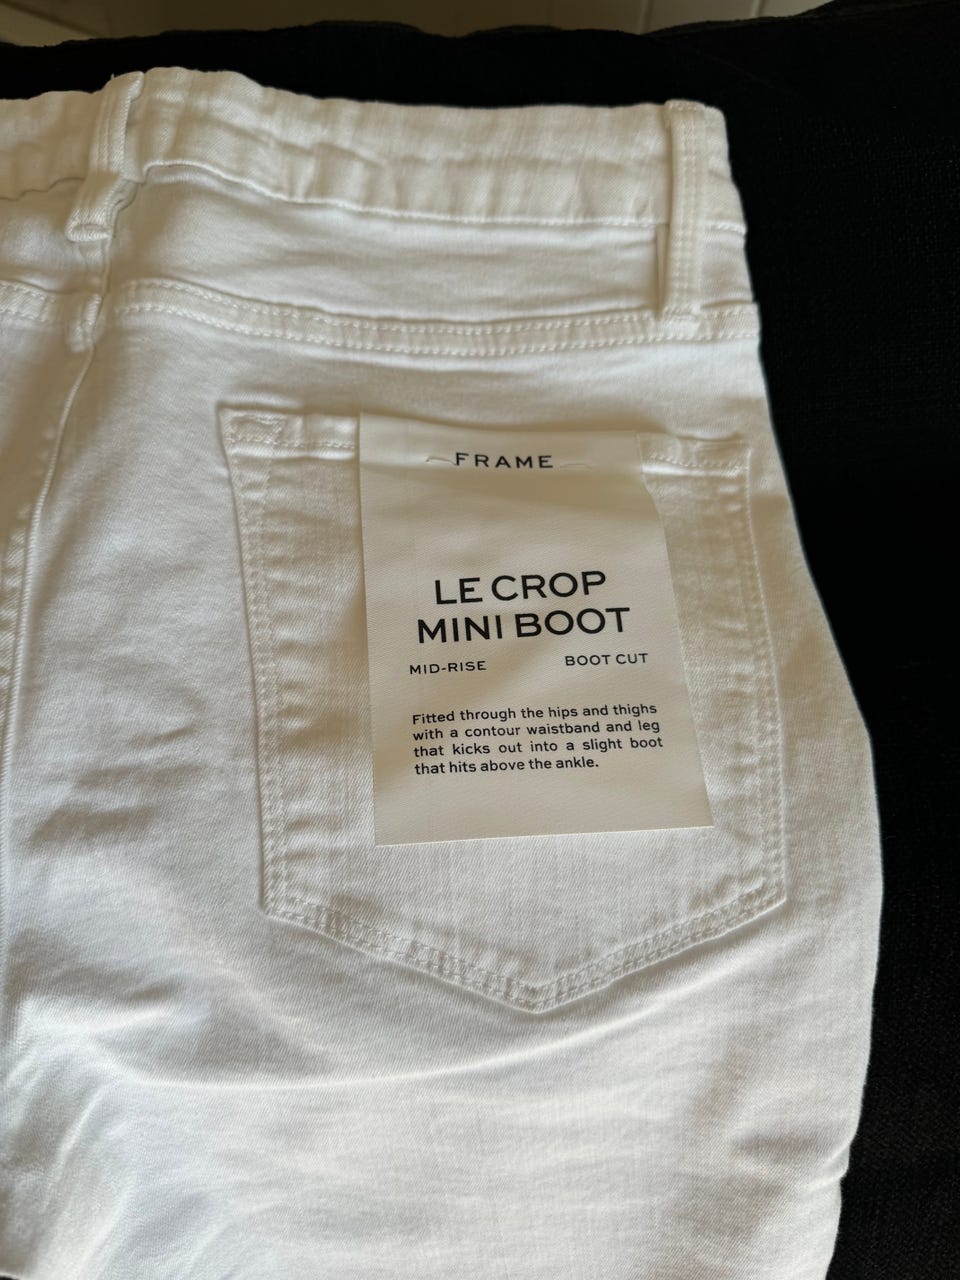 FRAME
LE CROP
MINI BOOT
MID-RISE BOOT CUT
Fitted through the hips and thighs
with a contour waistband and leg
that kicks out into a slight boot
that hits above the ankle.